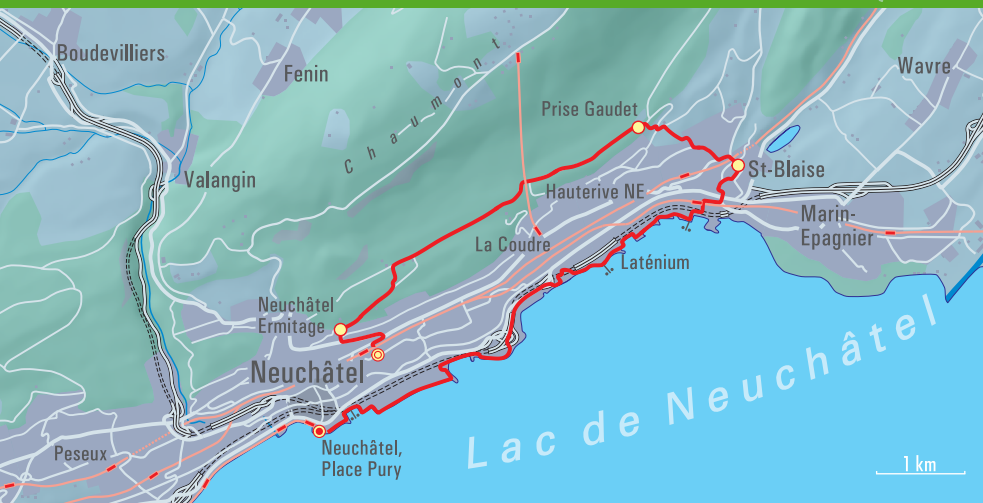 Boudevilliers
Fenin
Chaumont
Wavre
Prise Gaudet
Valangin
St-Blaise
Hauterive NE
Marin-
Epagnier
La Coudre
Laténium
Neuchâtel
Ermitage
Neuchâtel
Lac de Neuchâtel
Peseux
Neuchâtel,
Place Pury
1 km